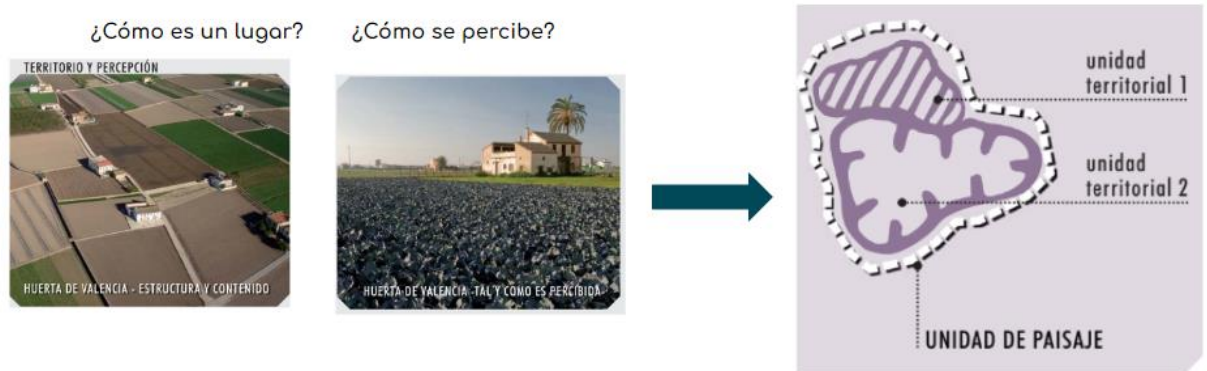 ¿Cómo es un lugar?
¿Cómo se percibe?
TERRITORIO Y PERCEPCIÓN
HUERTA DE VALENCIA - ESTRUCTURA Y CONTENIDO
HUERTA DE VALENCIA -TAL Y COMO ES PERCIBIDA-
unidad
territorial 1
unidad
territorial 2
UNIDAD DE PAISAJE